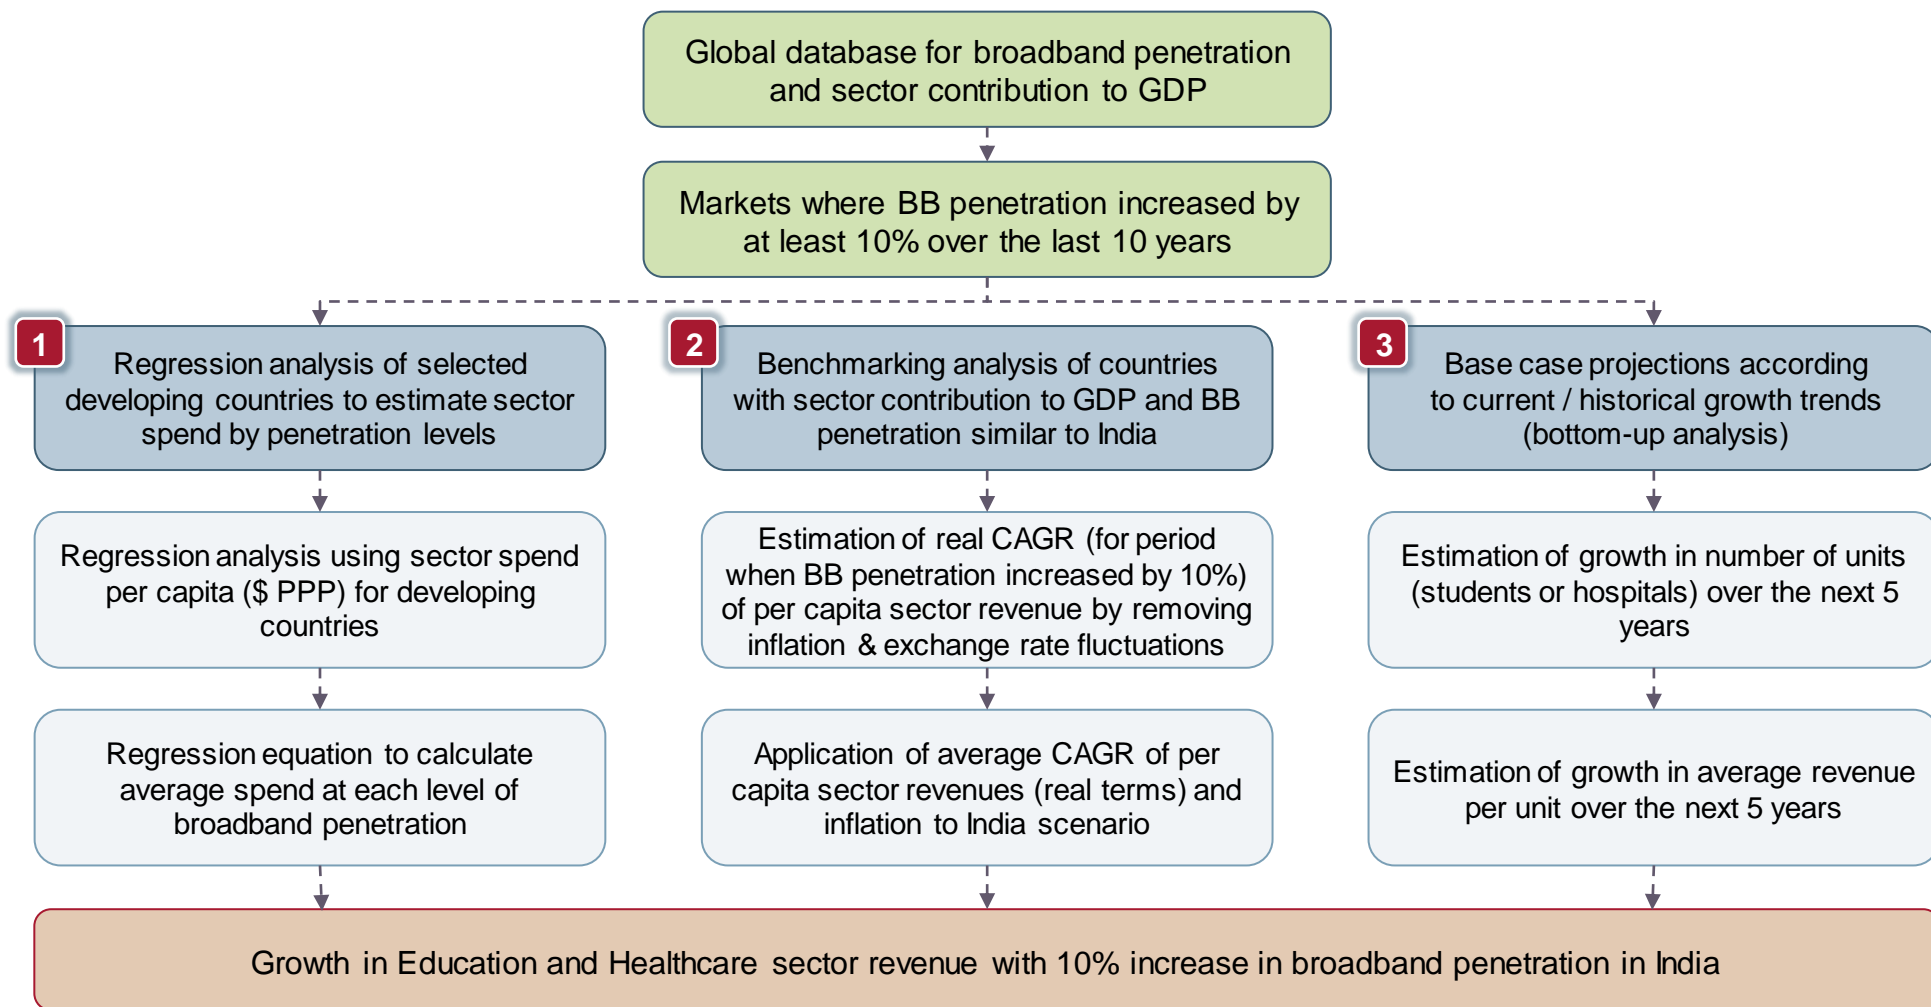 Global database for broadband penetration
and sector contribution to GDP
Markets where BB penetration increased by
at least 10% over the last 10 years
1
Regression analysis of selected
developing countries to estimate sector
spend by penetration levels
2
Benchmarking analysis of countries
with sector contribution to GDP and BB
penetration similar to India
3
Base case projections according
to current / historical growth trends
(bottom-up analysis)
Regression analysis using sector spend
per capita ($ PPP) for developing
countries
Estimation of real CAGR (for period
when BB penetration increased by 10%)
of per capita sector revenue by removing
inflation & exchange rate fluctuations
Estimation of growth in number of units
(students or hospitals) over the next 5
years
Regression equation to calculate
average spend at each level of
broadband penetration
Application of average CAGR of per
capita sector revenues (real terms) and
inflation to India scenario
Estimation of growth in average revenue
per unit over the next 5 years
Growth in Education and Healthcare sector revenue with 10% increase in broadband penetration in India